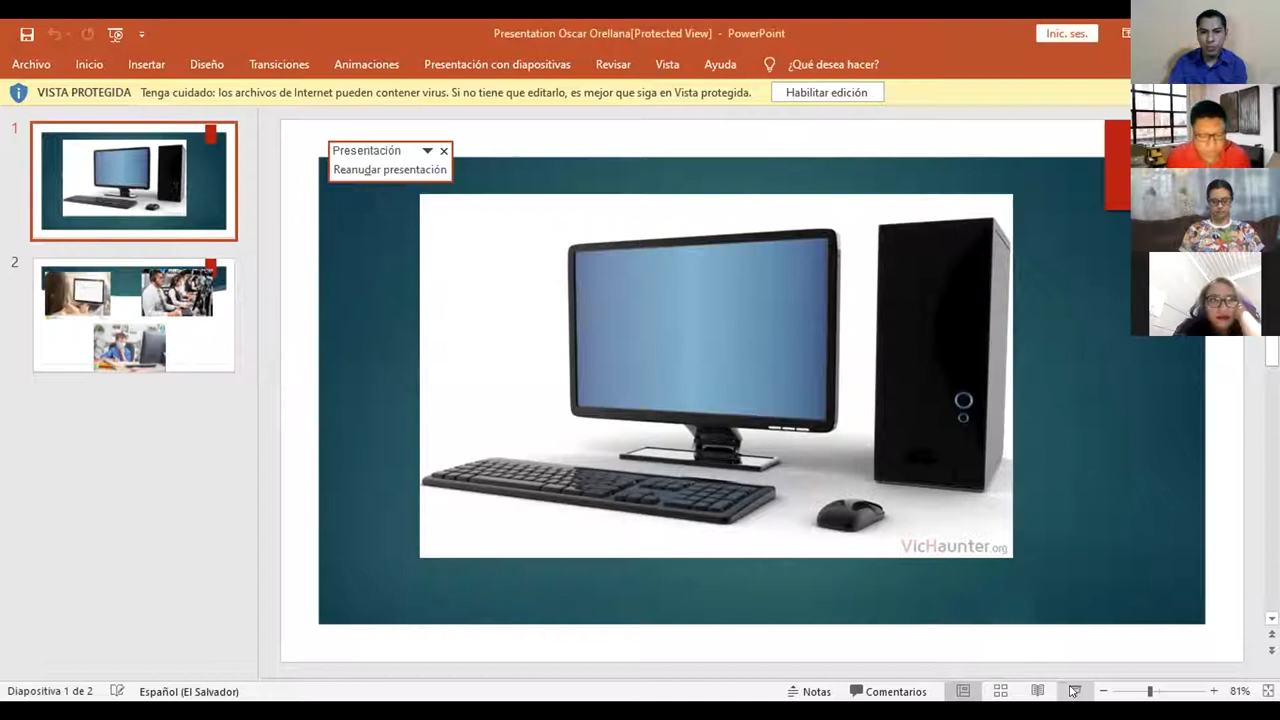 Presentation Oscar Orellana[Protected View] - PowerPoint
Inic. ses.
Archivo Inicio Insertar Diseño Transiciones Animaciones Presentación con diapositivas Revisar Vista Ayuda ¿Qué desea hacer?
VISTA PROTEGIDA Tenga cuidado: los archivos de Internet pueden contener virus. Si no tiene que editarlo, es mejor que siga en Vista protegida. Habilitar edición
1
2
Presentación
Reanudar presentación
VicHaunter.org
Diapositiva 1 de 2 Español (El Salvador) Notas Comentarios 81%